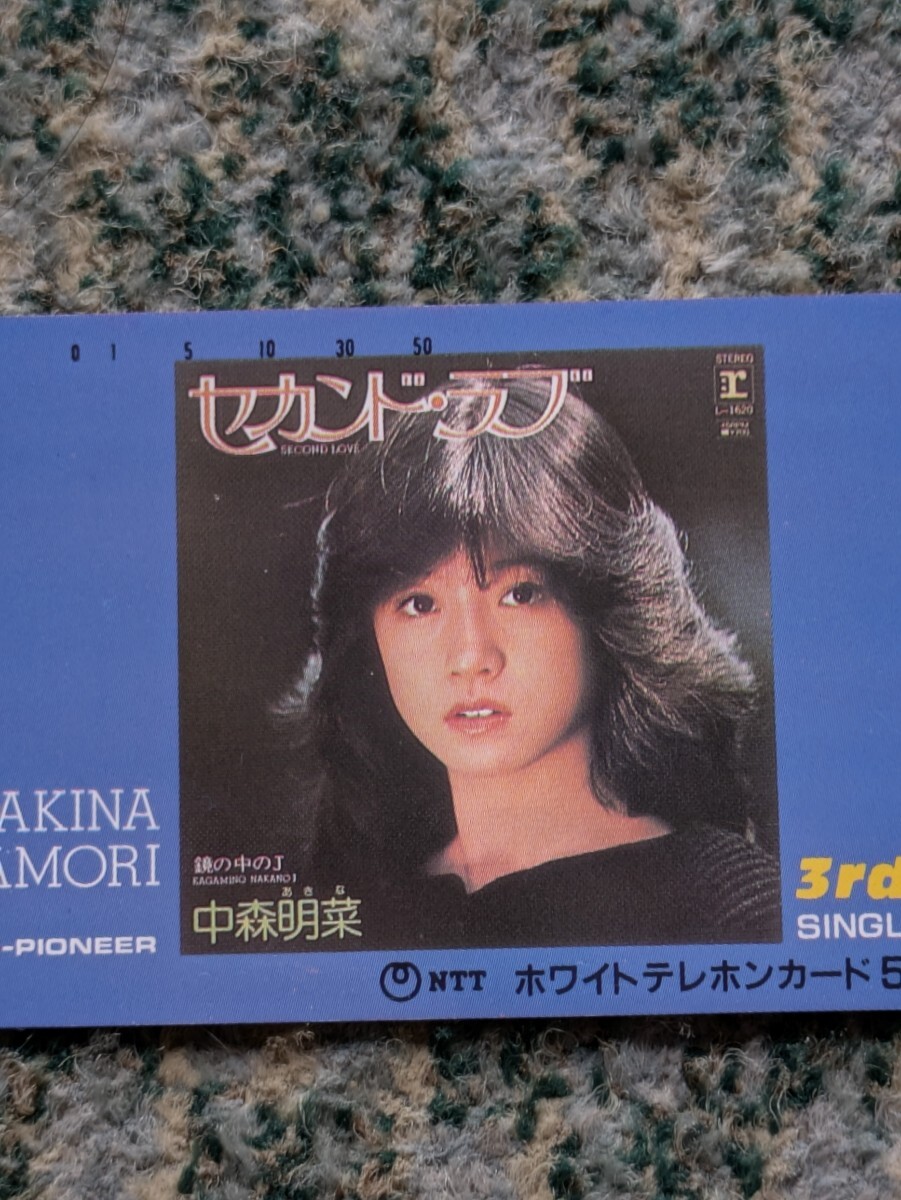 0 1 5 10 30 50
セカンド・ラブ
SECOND LOVE
STEREO
r
L-1620
45RPM
¥700
AKINA
AMORI
-PIONEER
鏡の中のJ
KAGAMINO NAKANO J
あきな
中森明菜
3rd
SINGL
NTT ホワイトテレホンカード5